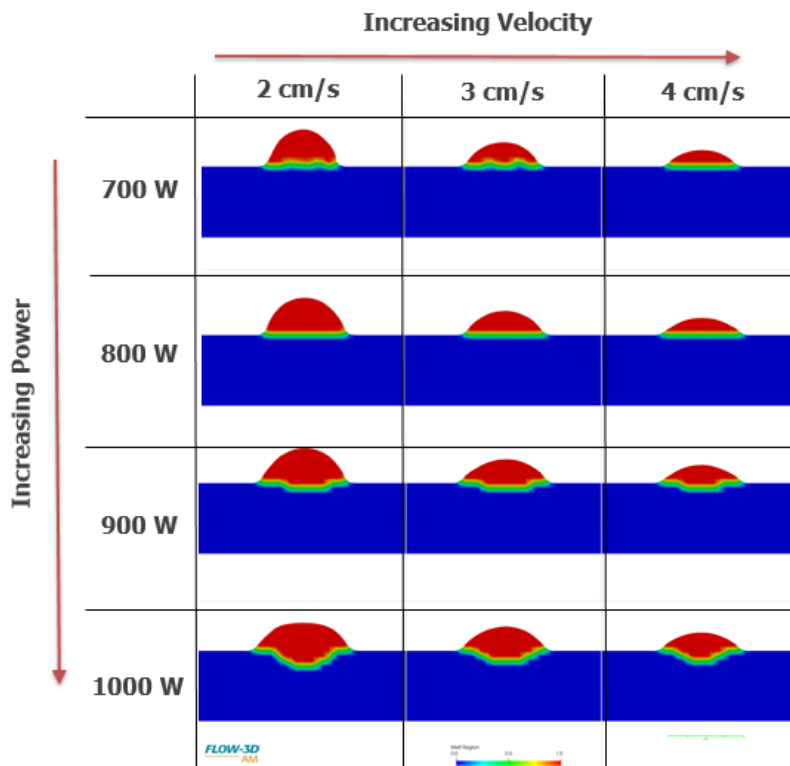 Increasing Velocity
2 cm/s 3 cm/s 4 cm/s
Increasing Power
700 W
800 W
900 W
1000 W
FLOW-3D
AM
Melt Region
0.0 0.5 1.0